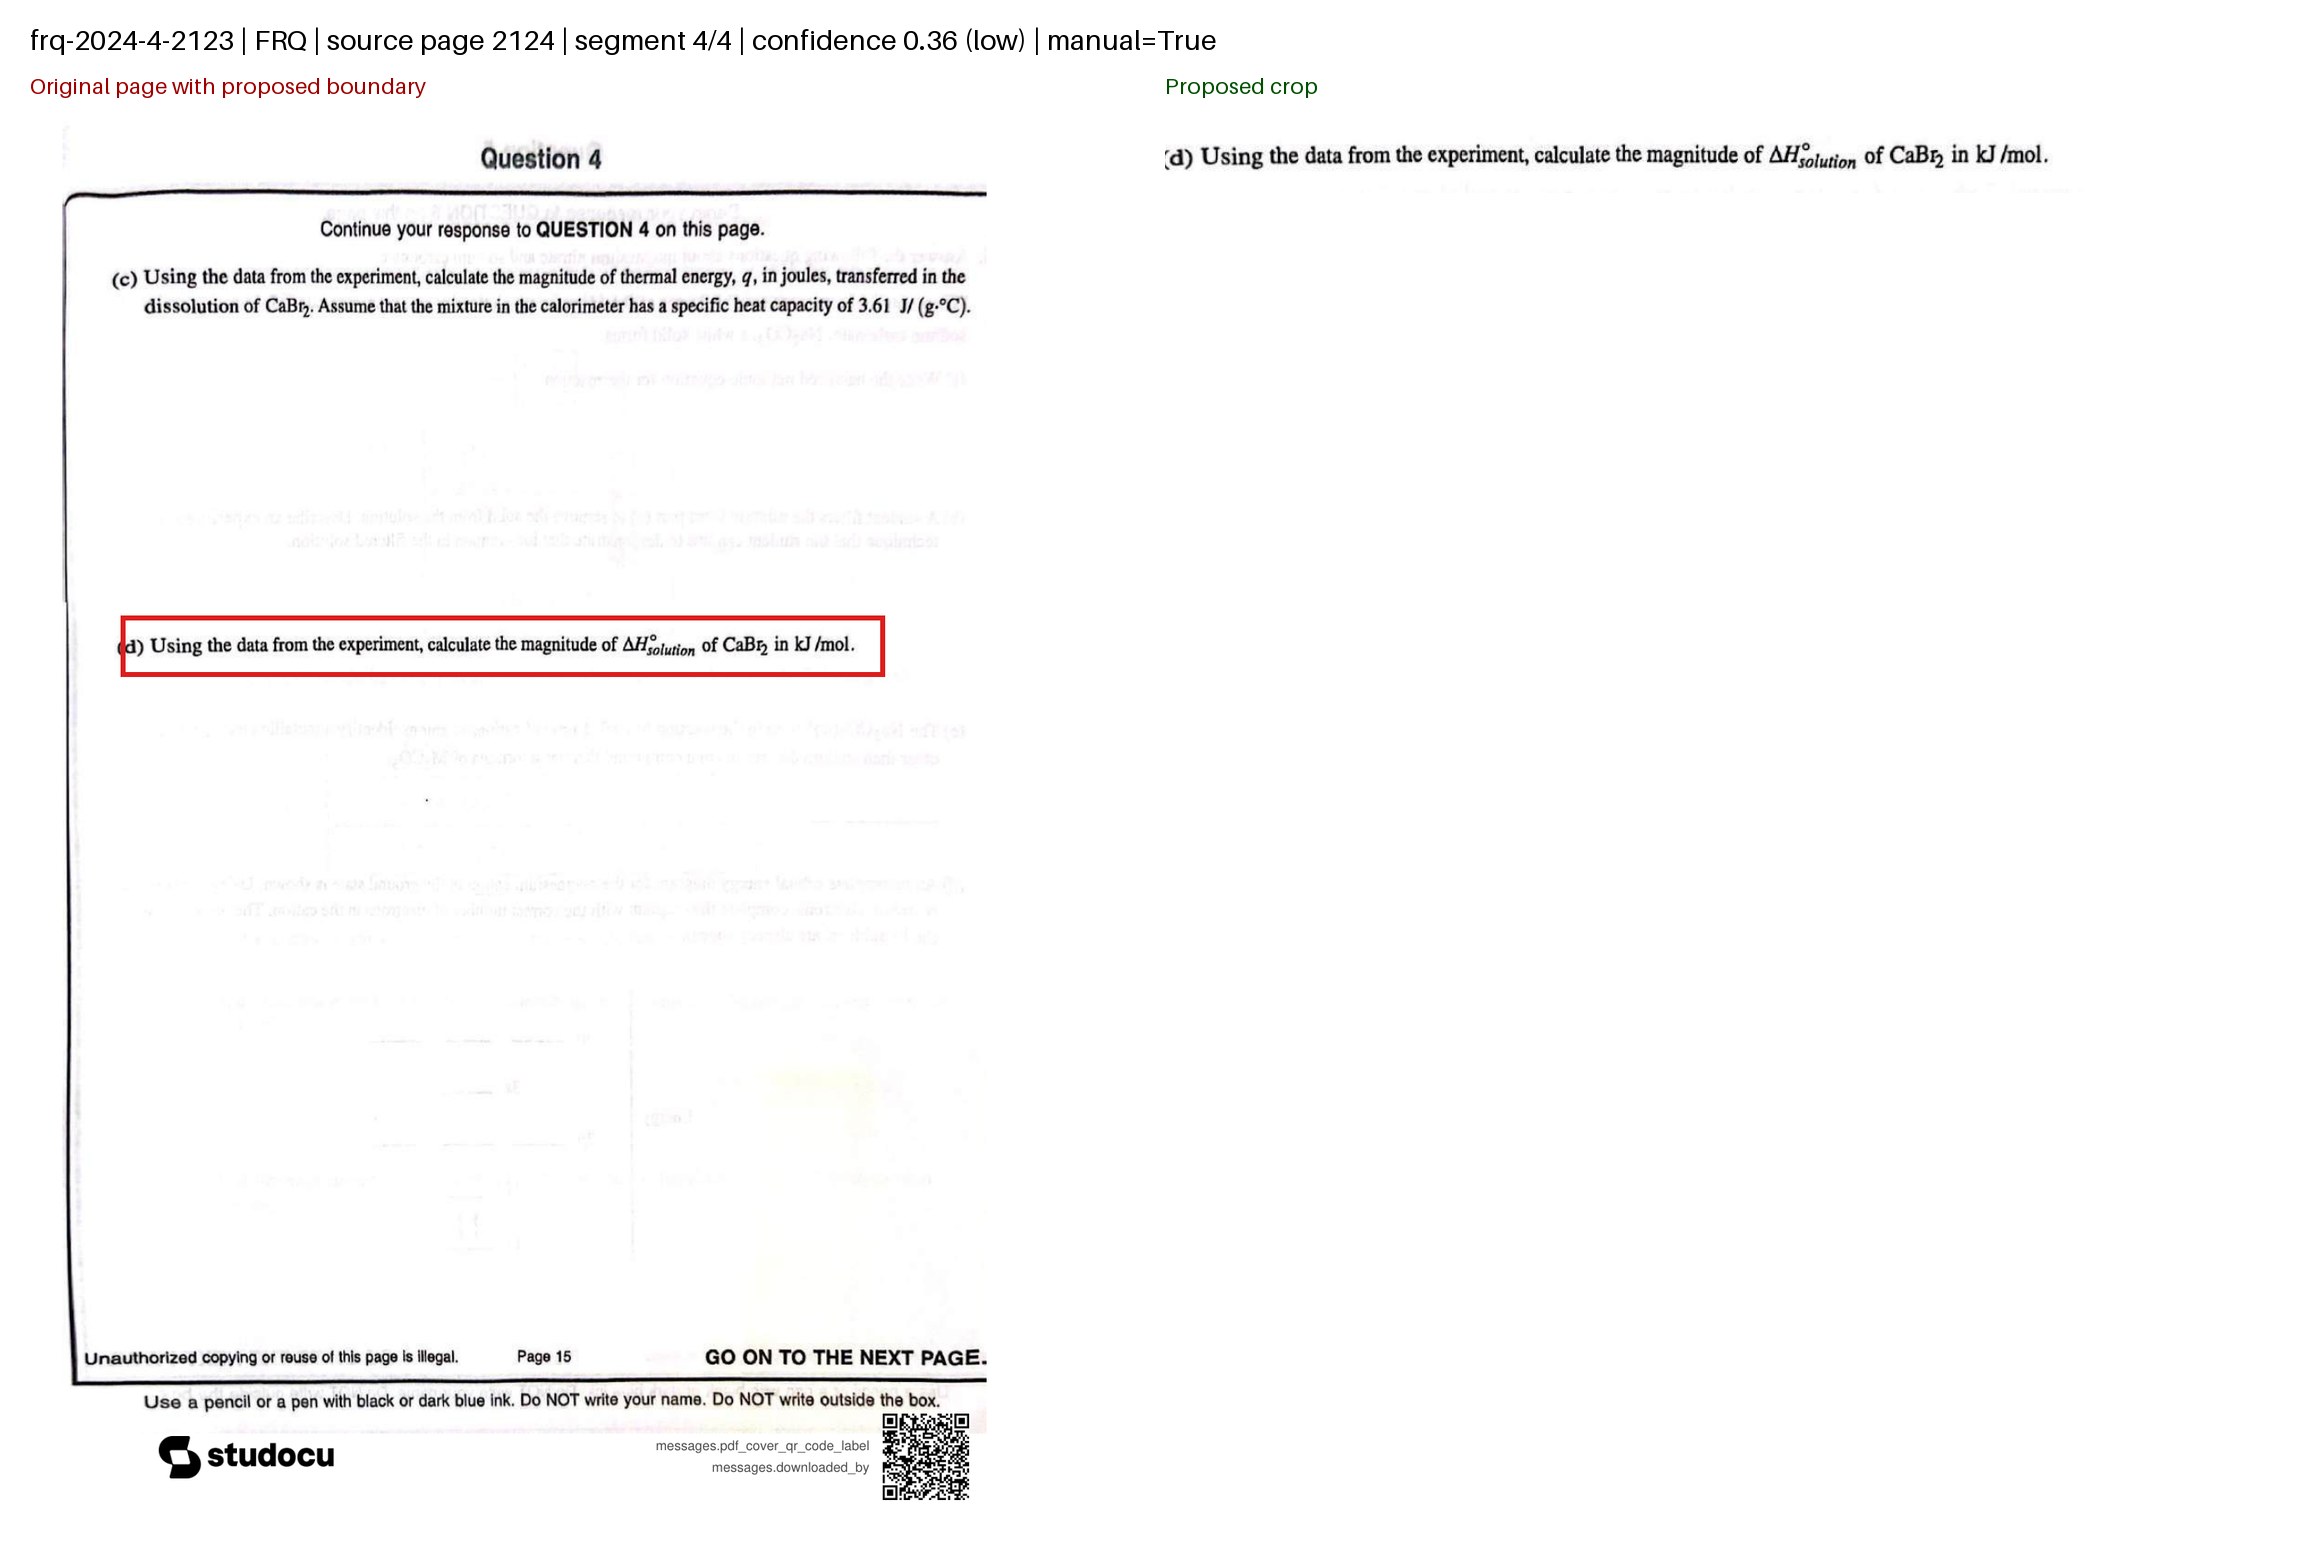 frq-2024-4-2123 | FRQ | source page 2124 | segment 4/4 | confidence 0.36 (low) | manual=True
Original page with proposed boundary
Proposed crop
Question 4
Continue your response to QUESTION 4 on this page.
(c) Using the data from the experiment, calculate the magnitude of thermal energy, q, in joules, transferred in the
dissolution of CaBr₂. Assume that the mixture in the calorimeter has a specific heat capacity of 3.61 J/ (g·°C).
(d) Using the data from the experiment, calculate the magnitude of ΔH°solution of CaBr₂ in kJ /mol.
Unauthorized copying or reuse of this page is illegal.
Page 15
GO ON TO THE NEXT PAGE.
Use a pencil or a pen with black or dark blue ink. Do NOT write your name. Do NOT write outside the box.
studocu
messages.pdf_cover_qr_code_label
messages.downloaded_by
(d) Using the data from the experiment, calculate the magnitude of ΔH°solution of CaBr₂ in kJ /mol.